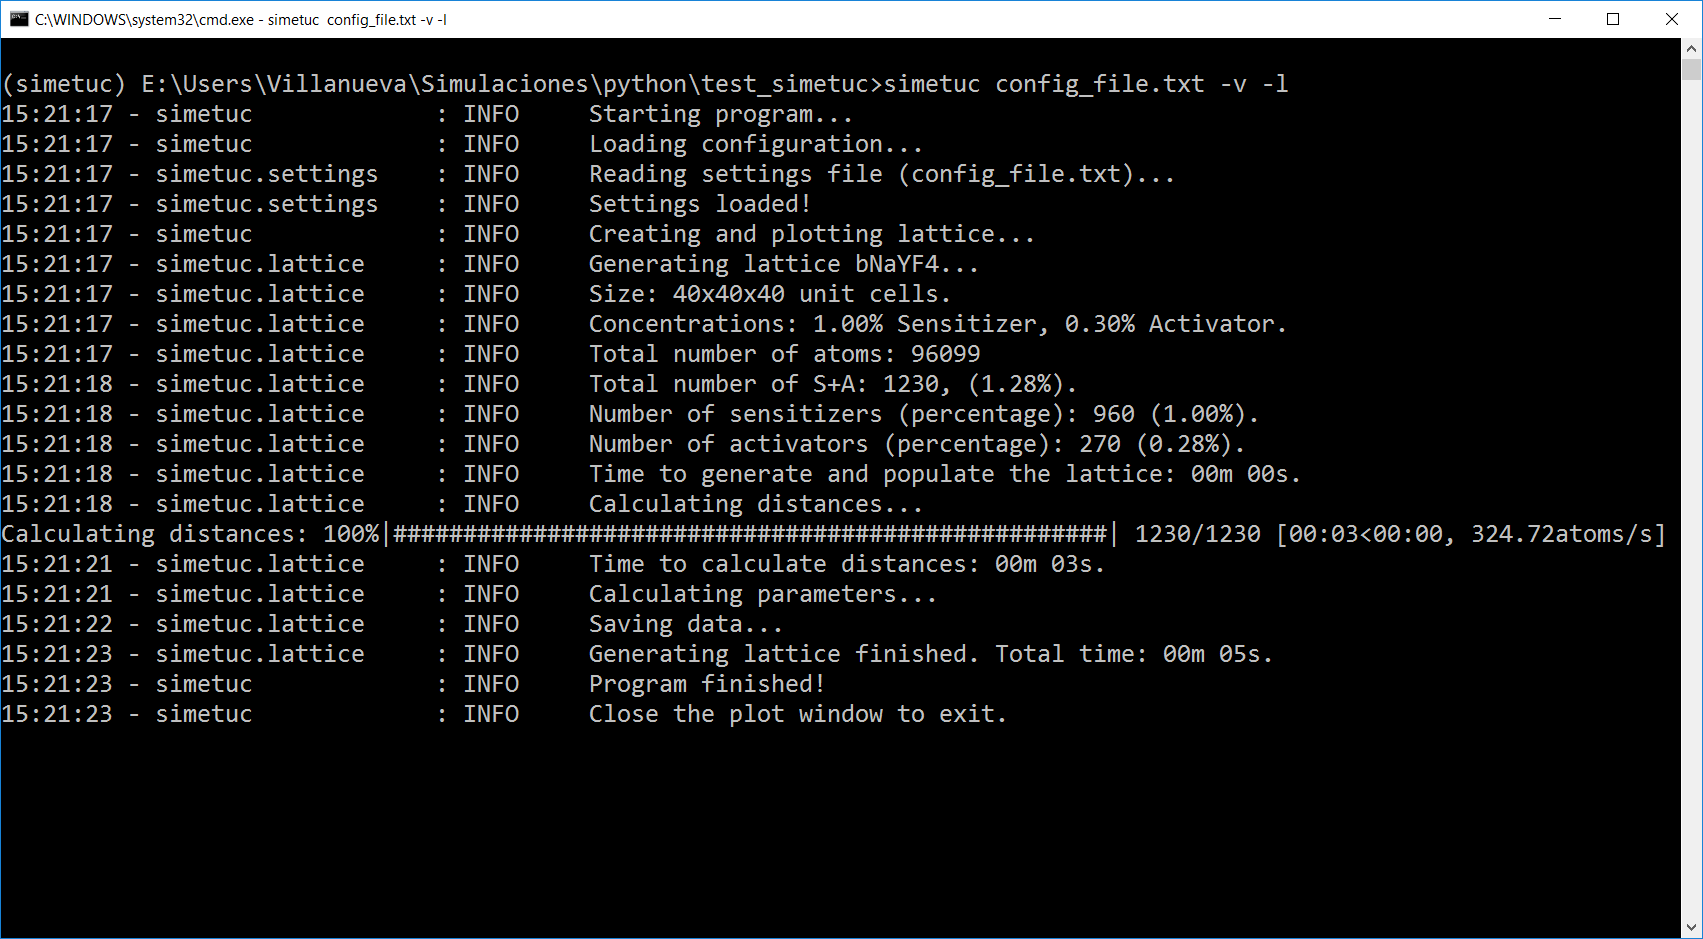 C:\WINDOWS\system32\cmd.exe - simetuc  config_file.txt -v -l
(simetuc) E:\Users\Villanueva\Simulaciones\python\test_simetuc>simetuc config_file.txt -v -l
15:21:17 - simetuc             : INFO     Starting program...
15:21:17 - simetuc             : INFO     Loading configuration...
15:21:17 - simetuc.settings    : INFO     Reading settings file (config_file.txt)...
15:21:17 - simetuc.settings    : INFO     Settings loaded!
15:21:17 - simetuc             : INFO     Creating and plotting lattice...
15:21:17 - simetuc.lattice     : INFO     Generating lattice bNaYF4...
15:21:17 - simetuc.lattice     : INFO     Size: 40x40x40 unit cells.
15:21:17 - simetuc.lattice     : INFO     Concentrations: 1.00% Sensitizer, 0.30% Activator.
15:21:17 - simetuc.lattice     : INFO     Total number of atoms: 96099
15:21:18 - simetuc.lattice     : INFO     Total number of S+A: 1230, (1.28%).
15:21:18 - simetuc.lattice     : INFO     Number of sensitizers (percentage): 960 (1.00%).
15:21:18 - simetuc.lattice     : INFO     Number of activators (percentage): 270 (0.28%).
15:21:18 - simetuc.lattice     : INFO     Time to generate and populate the lattice: 00m 00s.
15:21:18 - simetuc.lattice     : INFO     Calculating distances...
Calculating distances: 100%|###################################################| 1230/1230 [00:03<00:00, 324.72atoms/s]
15:21:21 - simetuc.lattice     : INFO     Time to calculate distances: 00m 03s.
15:21:21 - simetuc.lattice     : INFO     Calculating parameters...
15:21:22 - simetuc.lattice     : INFO     Saving data...
15:21:23 - simetuc.lattice     : INFO     Generating lattice finished. Total time: 00m 05s.
15:21:23 - simetuc             : INFO     Program finished!
15:21:23 - simetuc             : INFO     Close the plot window to exit.